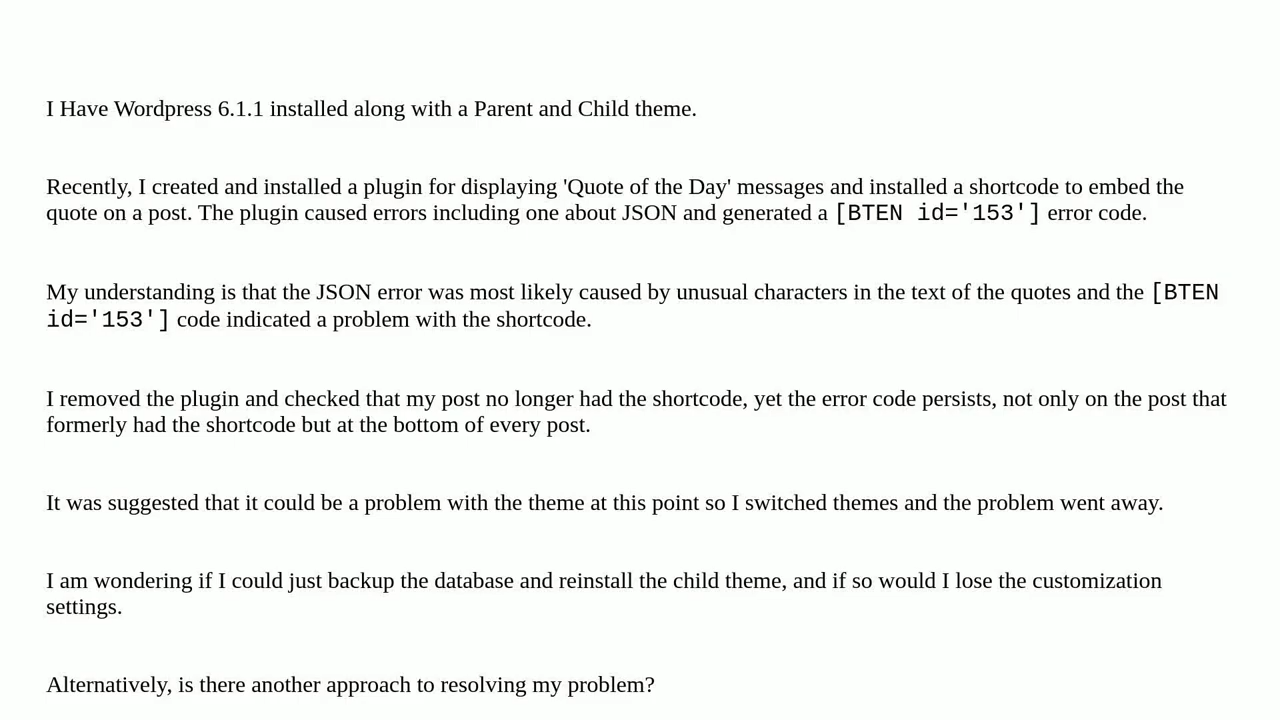 I Have Wordpress 6.1.1 installed along with a Parent and Child theme.
Recently, I created and installed a plugin for displaying 'Quote of the Day' messages and installed a shortcode to embed the
quote on a post. The plugin caused errors including one about JSON and generated a [BTEN id='153'] error code.
My understanding is that the JSON error was most likely caused by unusual characters in the text of the quotes and the [BTEN
id='153'] code indicated a problem with the shortcode.
I removed the plugin and checked that my post no longer had the shortcode, yet the error code persists, not only on the post that
formerly had the shortcode but at the bottom of every post.
It was suggested that it could be a problem with the theme at this point so I switched themes and the problem went away.
I am wondering if I could just backup the database and reinstall the child theme, and if so would I lose the customization
settings.
Alternatively, is there another approach to resolving my problem?